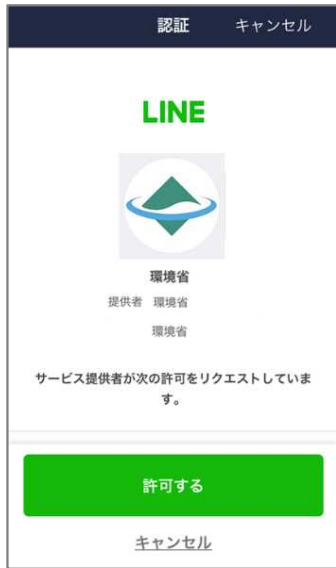 認証 キャンセル
LINE
環境省
提供者 環境省
環境省
サービス提供者が次の許可をリクエストしていま
す。
許可する
キャンセル